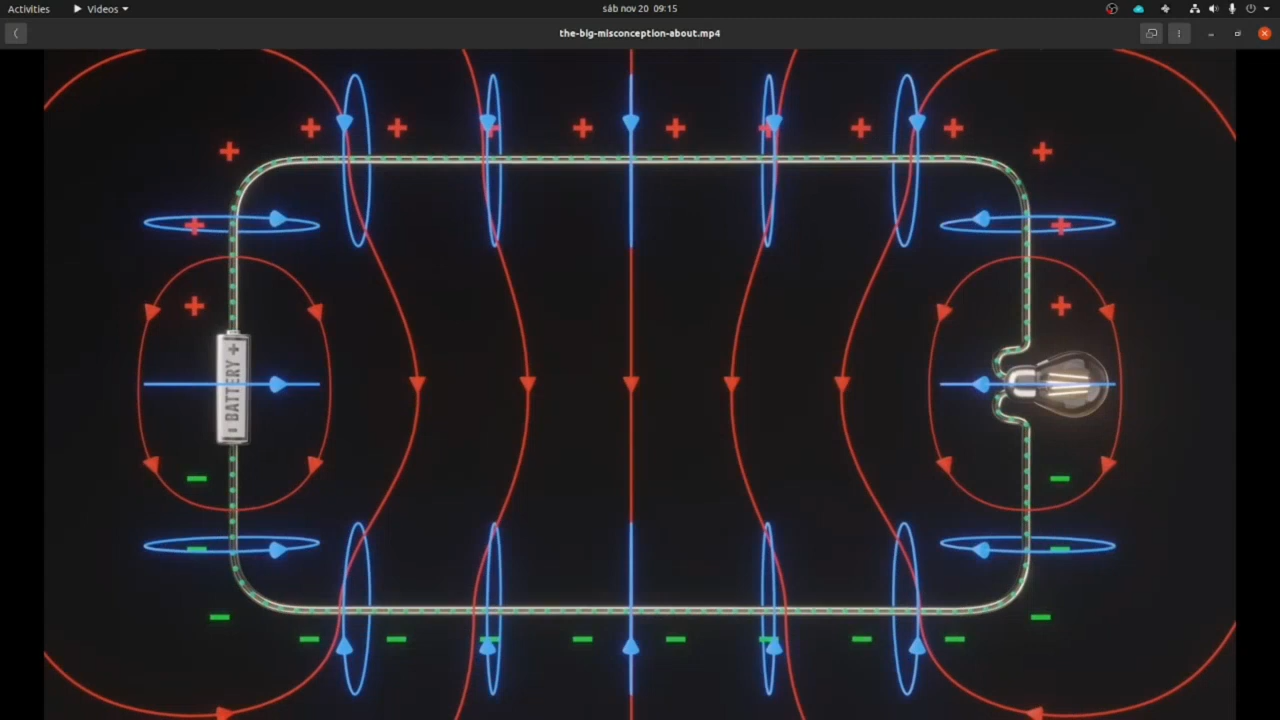 Activities
Videos
sáb nov 20 09:15
the-big-misconception-about.mp4
- BATTERY +